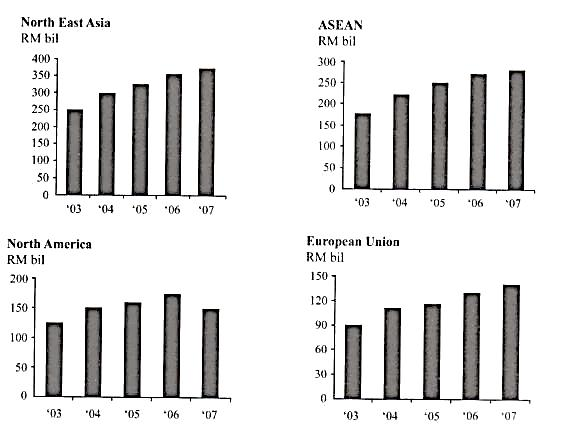 North East Asia
RM bil
400
350
300
250
200
150
100
50
0
'03 '04 '05 '06 '07
ASEAN
RM bil
300
250
200
150
100
50
0
'03 '04 '05 '06 '07
North America
RM bil
200
150
100
50
0
'03 '04 '05 '06 '07
European Union
RM bil
150
120
90
60
30
0
'03 '04 '05 '06 '07